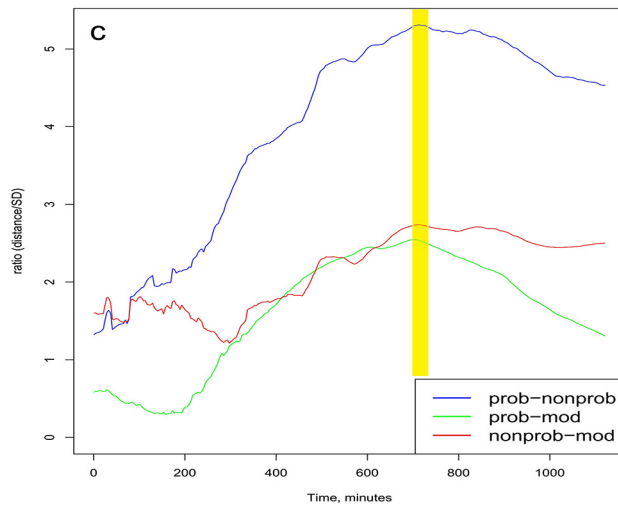 C
5
4
3
2
1
0
ratio (distance/SD)
0 200 400 600 800 1000
Time, minutes
prob−nonprob
prob−mod
nonprob−mod